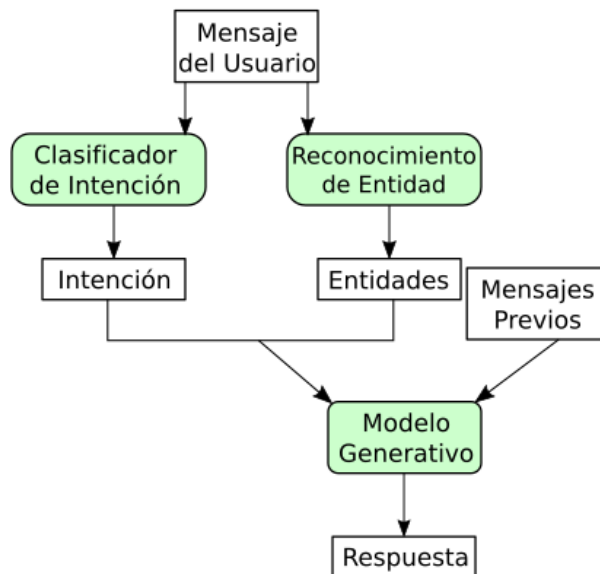 Mensaje
del Usuario
Clasificador
de Intención
Reconocimiento
de Entidad
Intención
Entidades
Mensajes
Previos
Modelo
Generativo
Respuesta